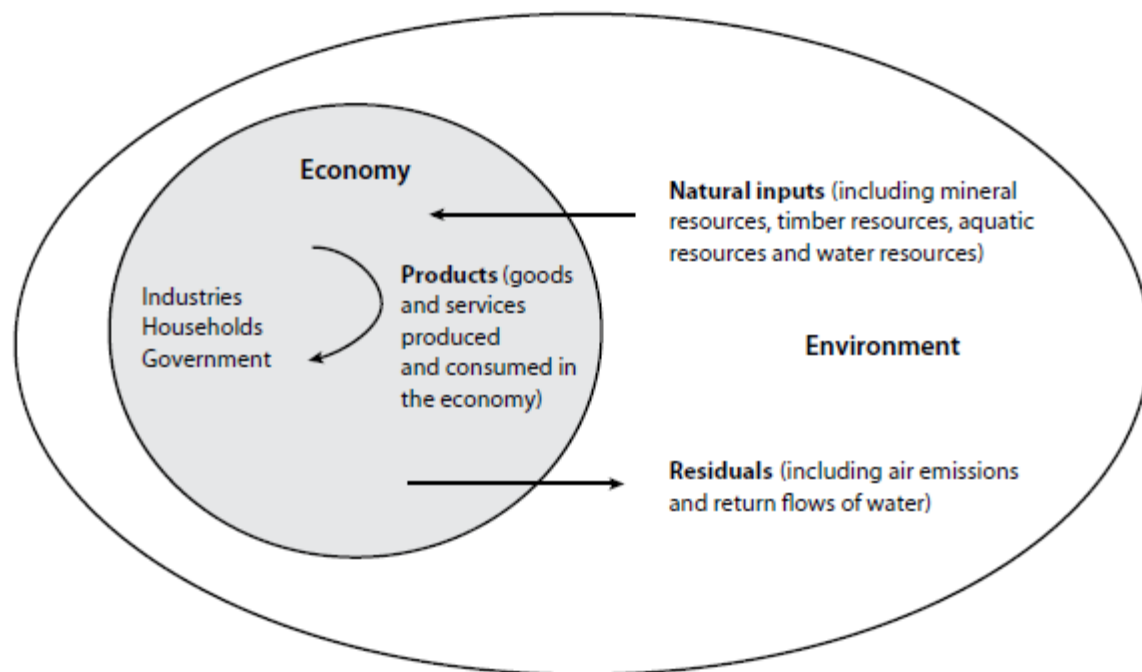 Economy
Industries
Households
Government
Products (goods
and services
produced
and consumed in
the economy)
Natural inputs (including mineral
resources, timber resources, aquatic
resources and water resources)
Environment
Residuals (including air emissions
and return flows of water)